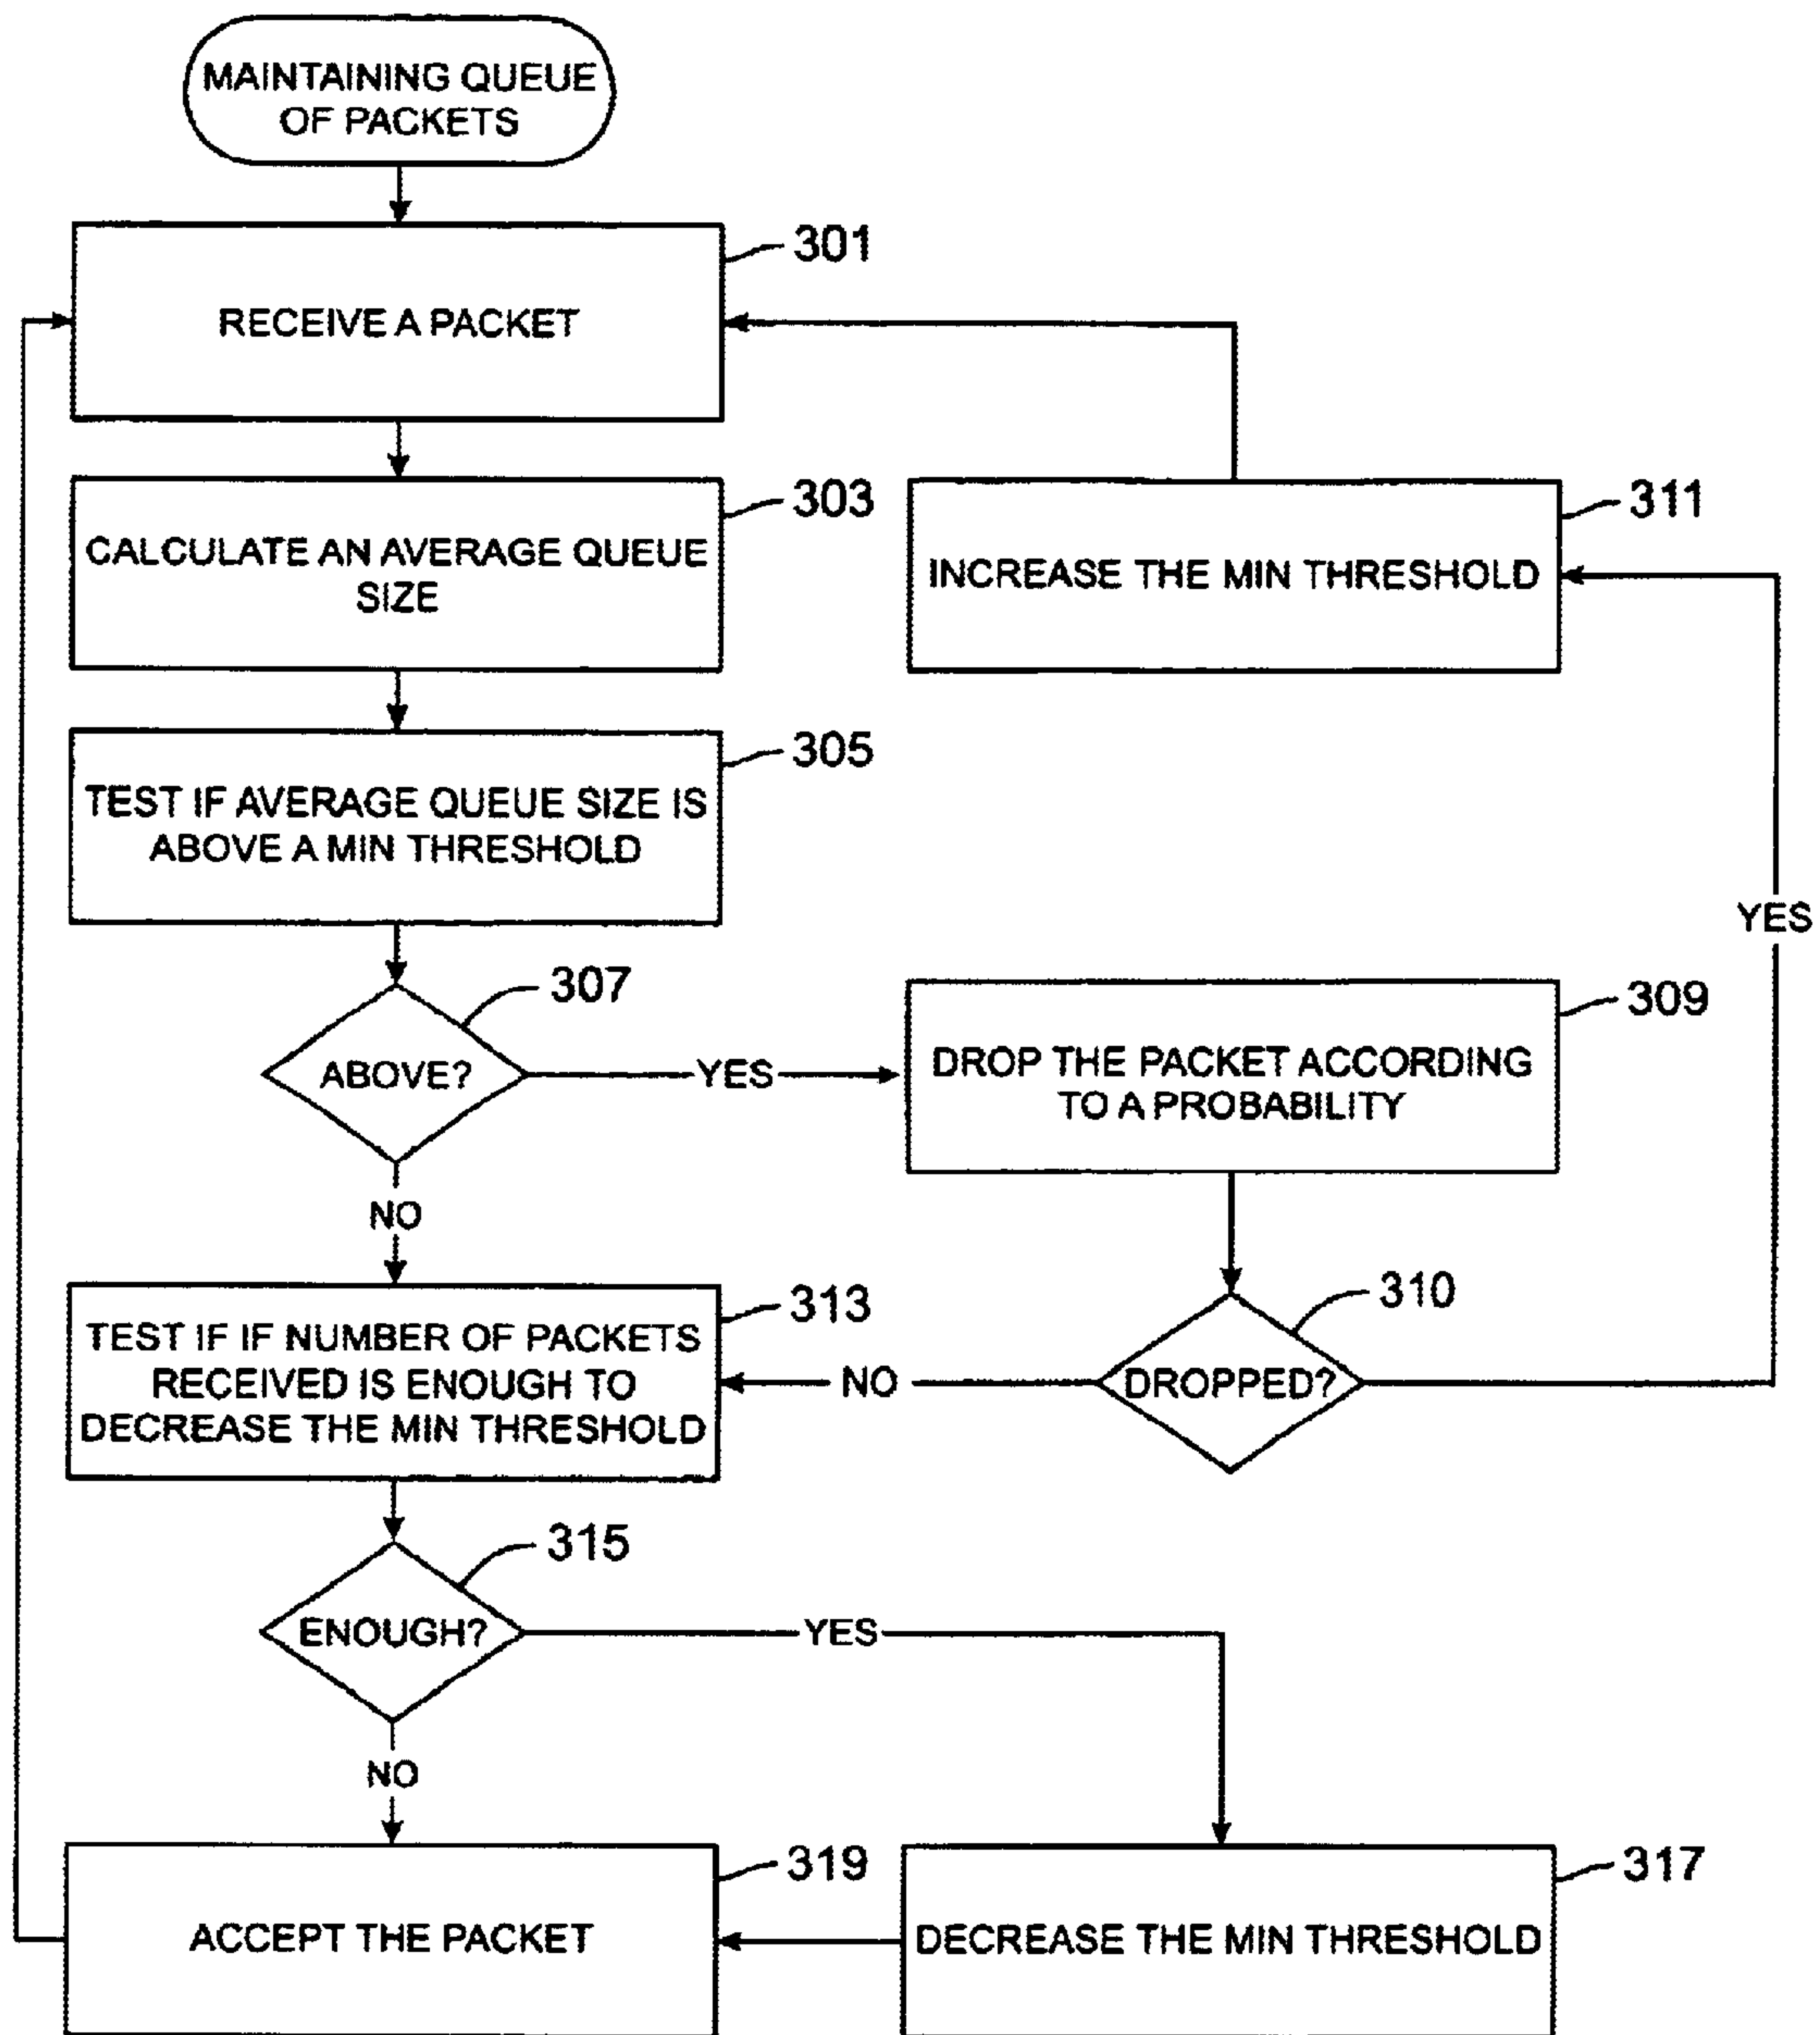 MAINTAINING QUEUE
OF PACKETS
301
RECEIVE A PACKET
303
CALCULATE AN AVERAGE QUEUE
SIZE
311
INCREASE THE MIN THRESHOLD
305
TEST IF AVERAGE QUEUE SIZE IS
ABOVE A MIN THRESHOLD
YES
307
ABOVE?
YES
309
DROP THE PACKET ACCORDING
TO A PROBABILITY
NO
313
TEST IF IF NUMBER OF PACKETS
RECEIVED IS ENOUGH TO
DECREASE THE MIN THRESHOLD
NO
310
DROPPED?
315
ENOUGH?
YES
NO
319
ACCEPT THE PACKET
317
DECREASE THE MIN THRESHOLD